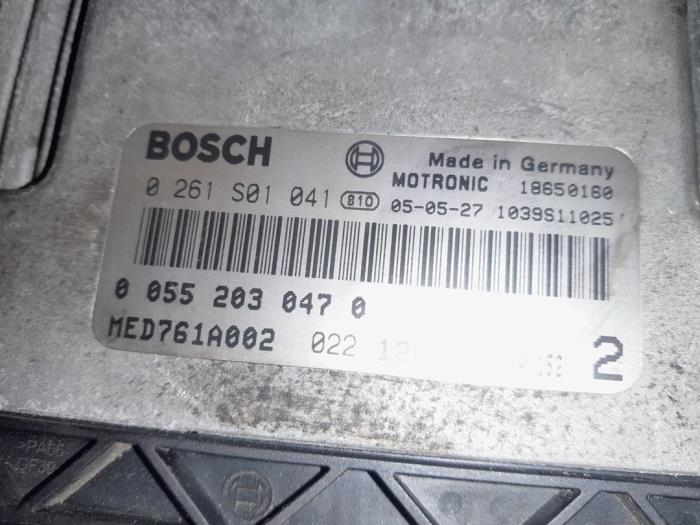 BOSCH
Made in Germany
MOTRONIC 18650160
0 261 S01 041 810 05-05-27 1039S11025
0 055 203 047 0
MED761A002 022 2
>PA66